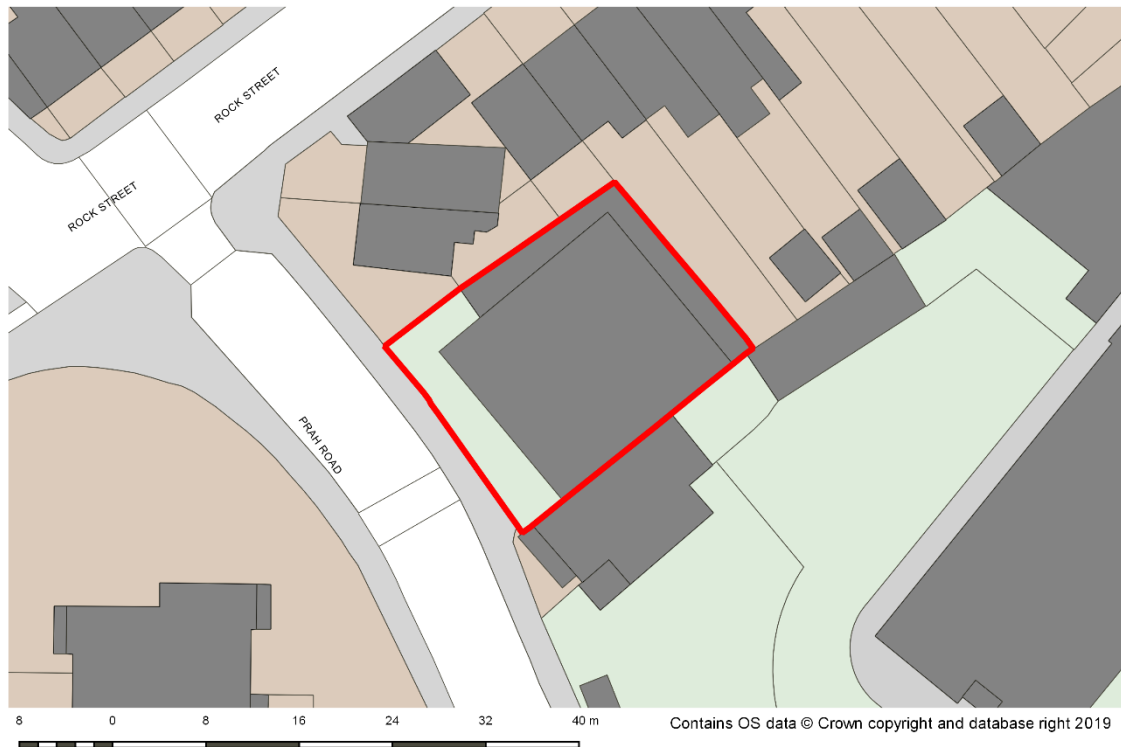 ROCK STREET
ROCK STREET
PRAH ROAD
8 0 8 16 24 32 40 m
Contains OS data © Crown copyright and database right 2019